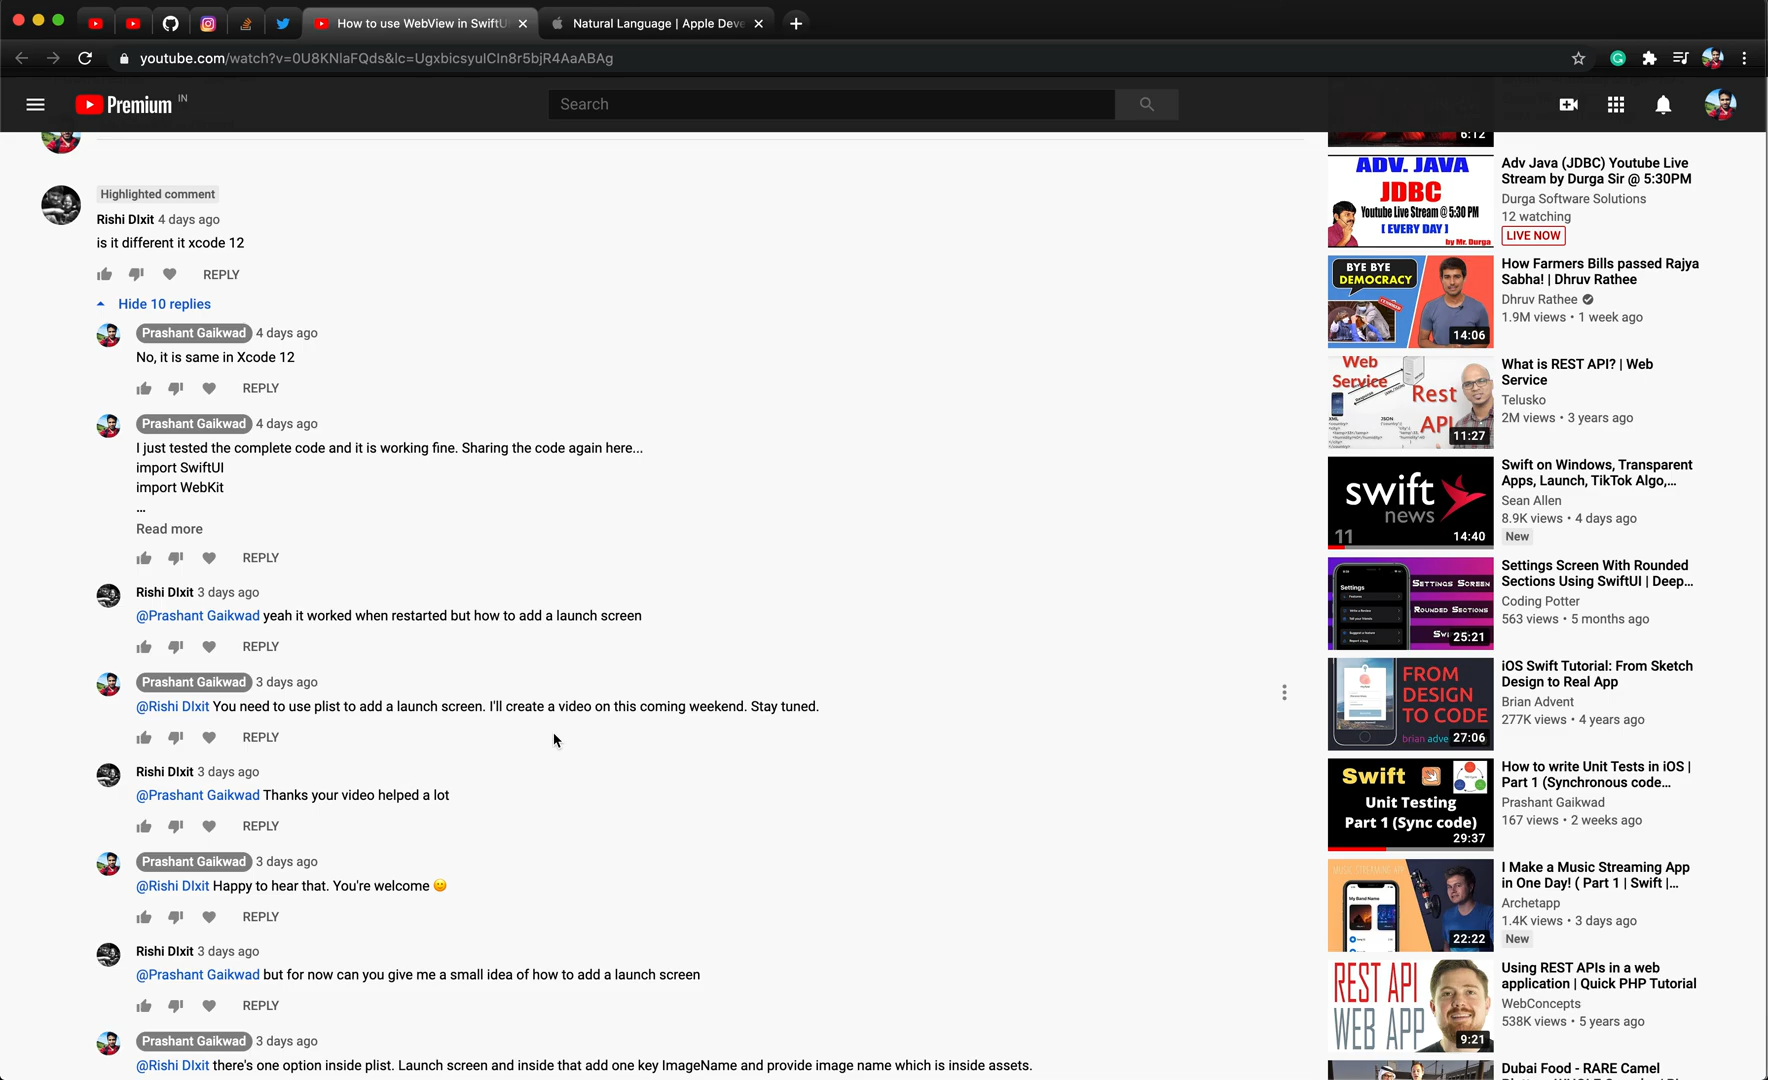 How to use WebView in SwiftU
Natural Language | Apple Deve
youtube.com/watch?v=0U8KNlaFQds&lc=UgxbicsyuICIn8r5bjR4AaABAg
Premium IN
Search
Highlighted comment
Rishi DIxit 4 days ago
is it different it xcode 12
REPLY
Hide 10 replies
Prashant Gaikwad 4 days ago
No, it is same in Xcode 12
REPLY
Prashant Gaikwad 4 days ago
I just tested the complete code and it is working fine. Sharing the code again here...
import SwiftUI
import WebKit
...
Read more
REPLY
Rishi DIxit 3 days ago
@Prashant Gaikwad yeah it worked when restarted but how to add a launch screen
REPLY
Prashant Gaikwad 3 days ago
@Rishi DIxit You need to use plist to add a launch screen. I'll create a video on this coming weekend. Stay tuned.
REPLY
Rishi DIxit 3 days ago
@Prashant Gaikwad Thanks your video helped a lot
REPLY
Prashant Gaikwad 3 days ago
@Rishi DIxit Happy to hear that. You're welcome 😊
REPLY
Rishi DIxit 3 days ago
@Prashant Gaikwad but for now can you give me a small idea of how to add a launch screen
REPLY
Prashant Gaikwad 3 days ago
@Rishi DIxit there's one option inside plist. Launch screen and inside that add one key ImageName and provide image name which is inside assets.
6:12
ADV. JAVA
JDBC
Youtube Live Stream @ 5:30 PM
[ EVERY DAY ]
by Mr. Durga
Adv Java (JDBC) Youtube Live
Stream by Durga Sir @ 5:30PM
Durga Software Solutions
12 watching
LIVE NOW
BYE BYE
DEMOCRACY
14:06
How Farmers Bills passed Rajya
Sabha! | Dhruv Rathee
Dhruv Rathee
1.9M views • 1 week ago
Web
Service
Rest
API
11:27
What is REST API? | Web
Service
Telusko
2M views • 3 years ago
swift
news
11
14:40
Swift on Windows, Transparent
Apps, Launch, TikTok Algo,...
Sean Allen
8.9K views • 4 days ago
New
Settings
SETTINGS SCREEN
ROUNDED SECTIONS
25:21
Settings Screen With Rounded
Sections Using SwiftUI | Deep...
Coding Potter
563 views • 5 months ago
FROM
DESIGN
TO CODE
brian adve
27:06
iOS Swift Tutorial: From Sketch
Design to Real App
Brian Advent
277K views • 4 years ago
Swift
Unit Testing
Part 1 (Sync code)
29:37
How to write Unit Tests in iOS |
Part 1 (Synchronous code...
Prashant Gaikwad
167 views • 2 weeks ago
My Band Name
22:22
I Make a Music Streaming App
in One Day! ( Part 1 | Swift |...
Archetapp
1.4K views • 3 days ago
New
REST API
WEB APP
9:21
Using REST APIs in a web
application | Quick PHP Tutorial
WebConcepts
538K views • 5 years ago
Dubai Food - RARE Camel